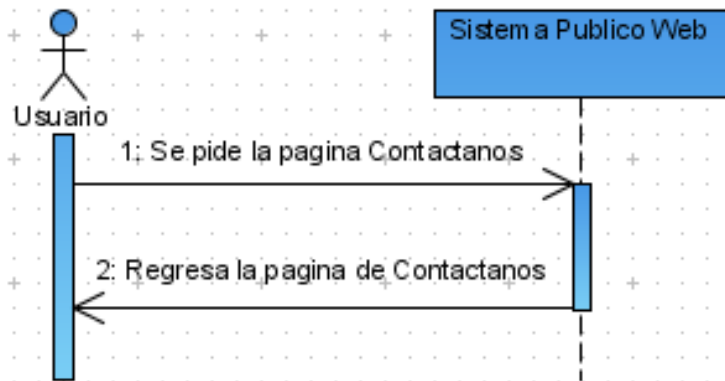 Sistema Publico Web
Usuario
1: Se pide la pagina Contactanos
2: Regresa la pagina de Contactanos